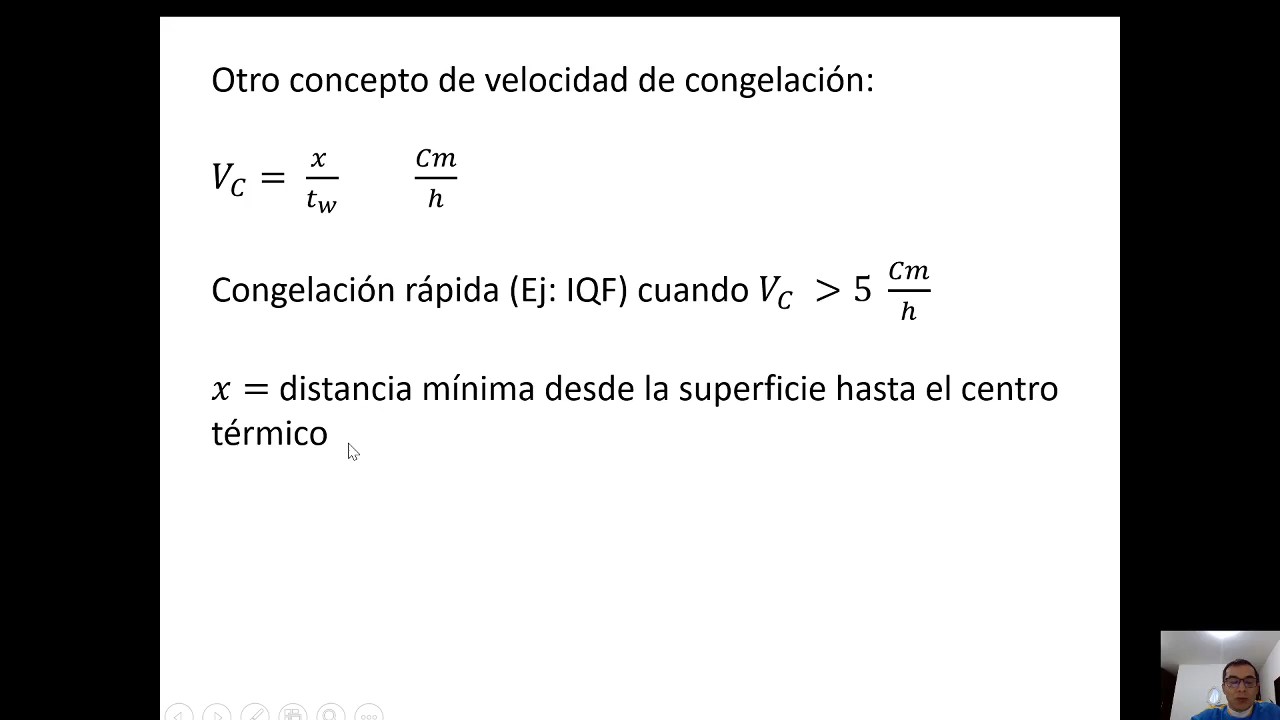 Otro concepto de velocidad de congelación:
V_C = x/t_w   Cm/h
Congelación rápida (Ej: IQF) cuando V_C > 5 Cm/h
x = distancia mínima desde la superficie hasta el centro
térmico